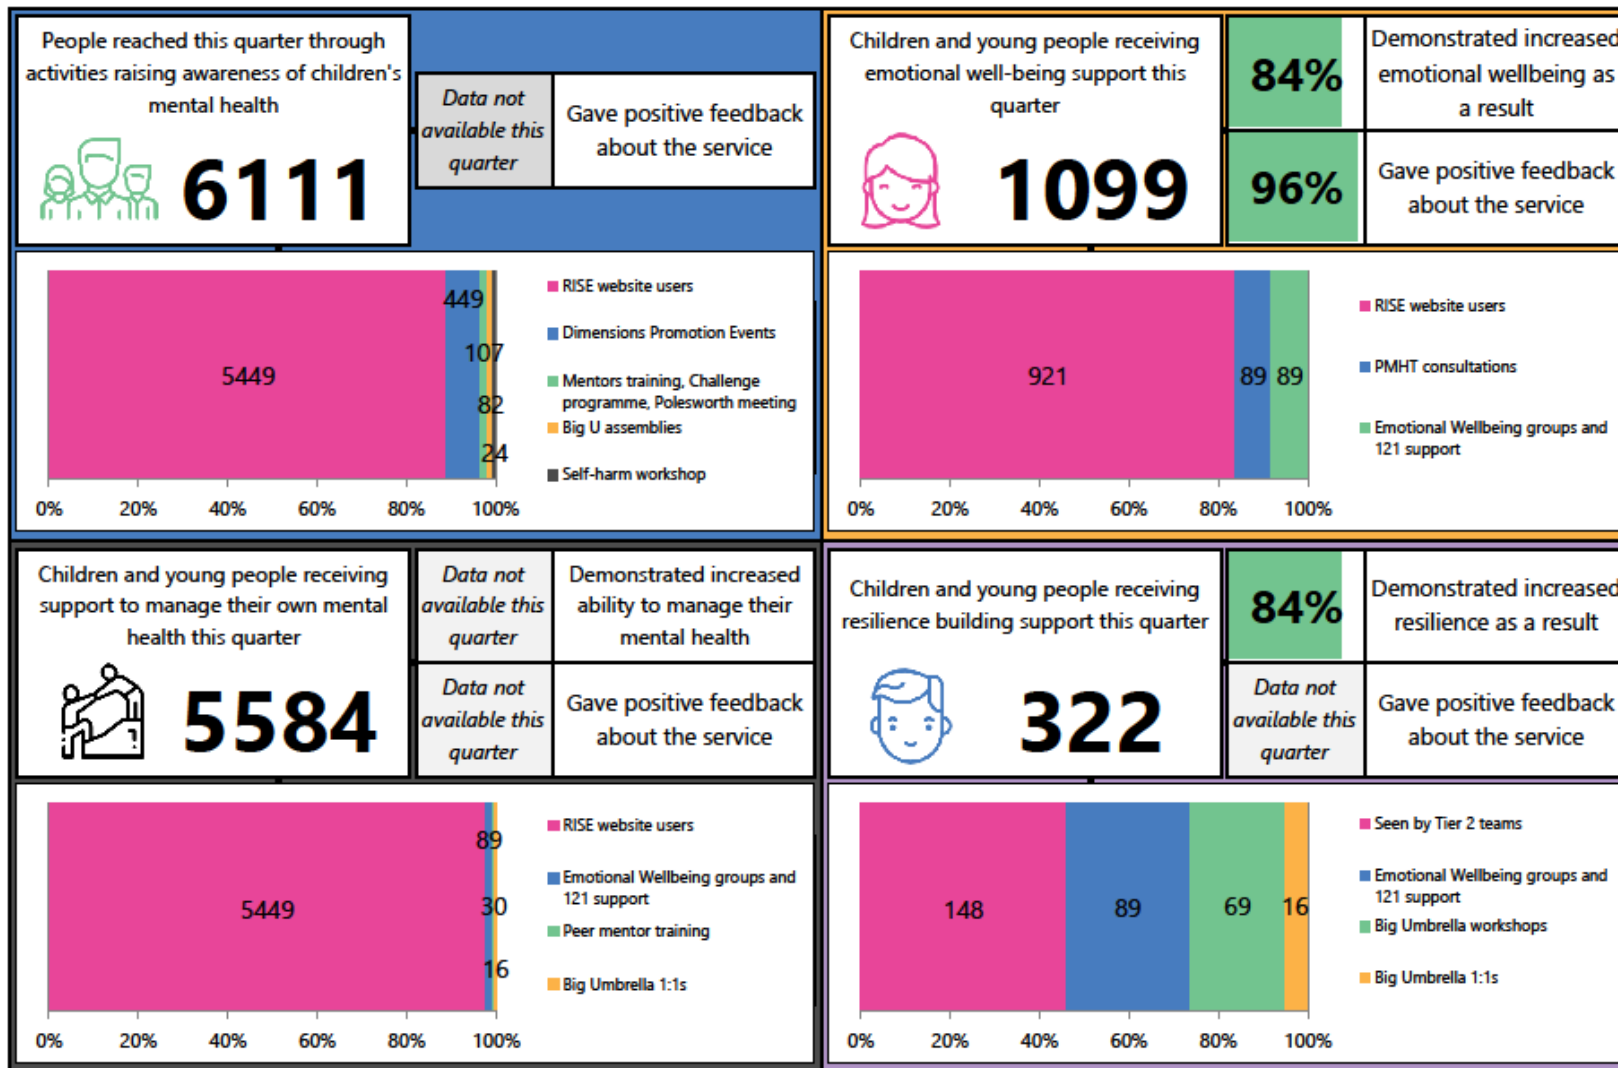 People reached this quarter through
activities raising awareness of children's
mental health
6111
Data not
available this
quarter
Gave positive feedback
about the service
449
107
5449
82
24
0%
20%
40%
60%
80%
100%
RISE website users
Dimensions Promotion Events
Mentors training, Challenge
programme, Polesworth meeting
Big U assemblies
Self-harm workshop
Children and young people receiving
emotional well-being support this
quarter
1099
84%
Demonstrated increased
emotional wellbeing as
a result
96%
Gave positive feedback
about the service
921
89
89
0%
20%
40%
60%
80%
100%
RISE website users
PMHT consultations
Emotional Wellbeing groups and
121 support
Children and young people receiving
support to manage their own mental
health this quarter
5584
Data not
available this
quarter
Demonstrated increased
ability to manage their
mental health
Data not
available this
quarter
Gave positive feedback
about the service
89
5449
30
16
0%
20%
40%
60%
80%
100%
RISE website users
Emotional Wellbeing groups and
121 support
Peer mentor training
Big Umbrella 1:1s
Children and young people receiving
resilience building support this quarter
322
84%
Demonstrated increased
resilience as a result
Data not
available this
quarter
Gave positive feedback
about the service
148
89
69
16
0%
20%
40%
60%
80%
100%
Seen by Tier 2 teams
Emotional Wellbeing groups and
121 support
Big Umbrella workshops
Big Umbrella 1:1s